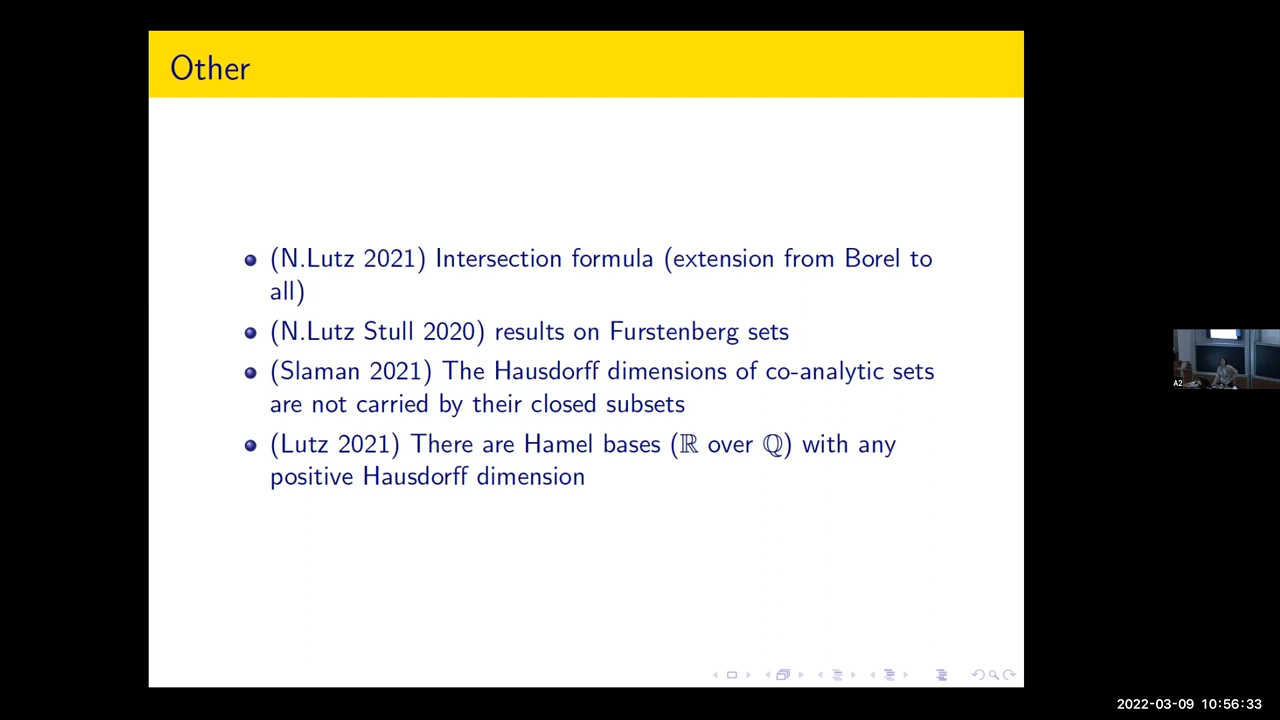 Other
(N.Lutz 2021) Intersection formula (extension from Borel to
all)
(N.Lutz Stull 2020) results on Furstenberg sets
(Slaman 2021) The Hausdorff dimensions of co-analytic sets
are not carried by their closed subsets
(Lutz 2021) There are Hamel bases (ℝ over ℚ) with any
positive Hausdorff dimension
A2
2022-03-09 10:56:33